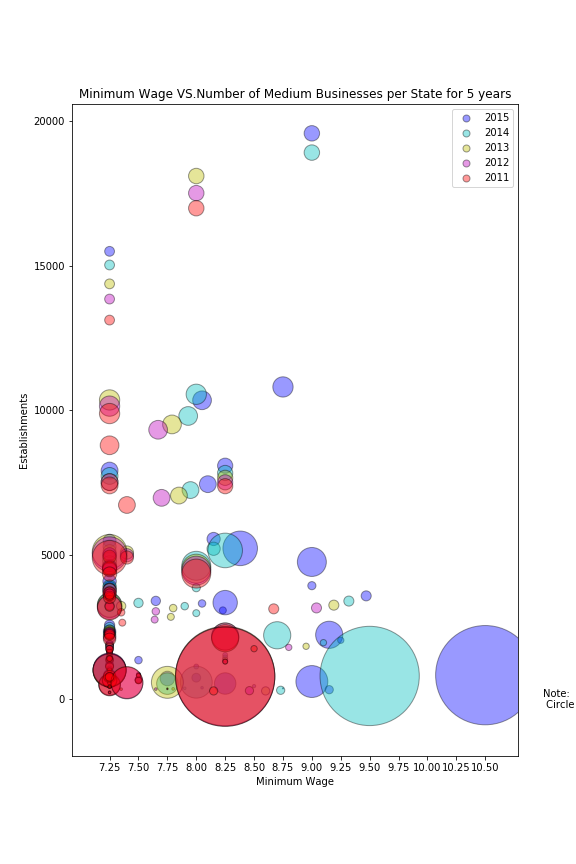 Minimum Wage VS.Number of Medium Businesses per State for 5 years
20000
15000
10000
5000
0
Establishments
2015
2014
2013
2012
2011
Note:
Circle
7.25 7.50 7.75 8.00 8.25 8.50 8.75 9.00 9.25 9.50 9.75 10.00 10.25 10.50
Minimum Wage